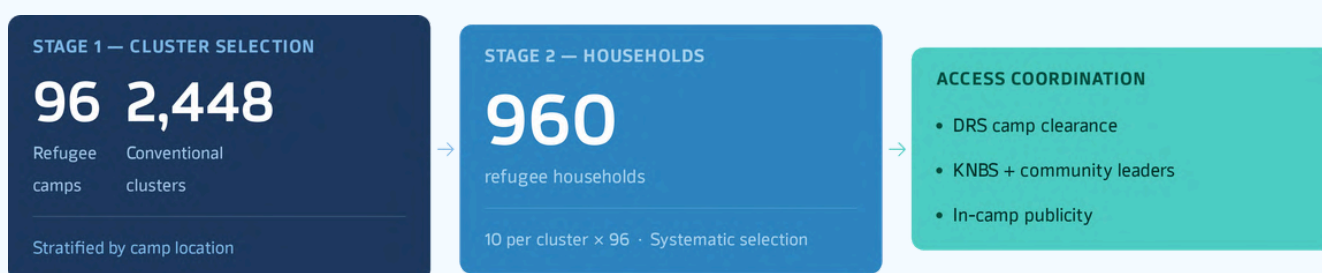 STAGE 1 — CLUSTER SELECTION
96 2,448
Refugee camps
Conventional clusters
Stratified by camp location
→
STAGE 2 — HOUSEHOLDS
960
refugee households
10 per cluster × 96 · Systematic selection
→
ACCESS COORDINATION
• DRS camp clearance
• KNBS + community leaders
• In-camp publicity